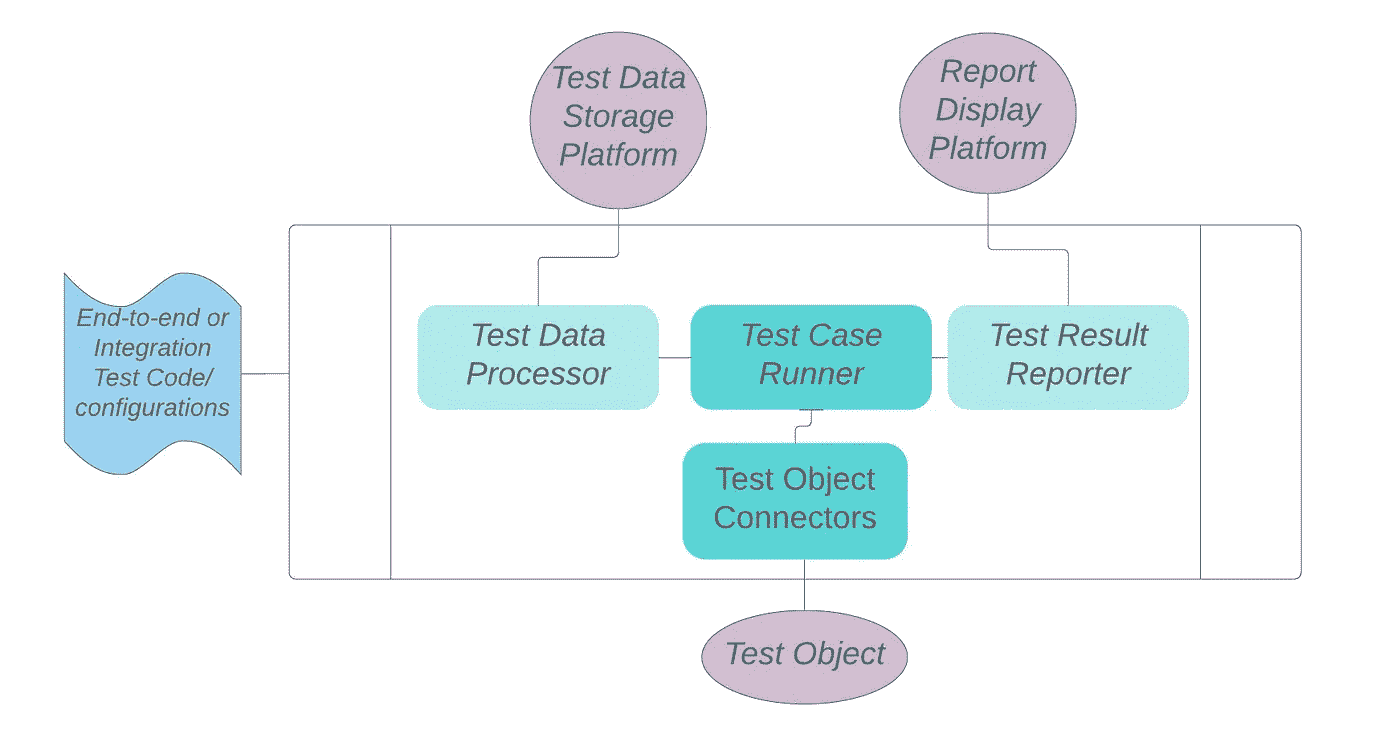 Test Data
Storage
Platform
Report
Display
Platform
End-to-end or
Integration
Test Code/
configurations
Test Data
Processor
Test Case
Runner
Test Result
Reporter
Test Object
Connectors
Test Object